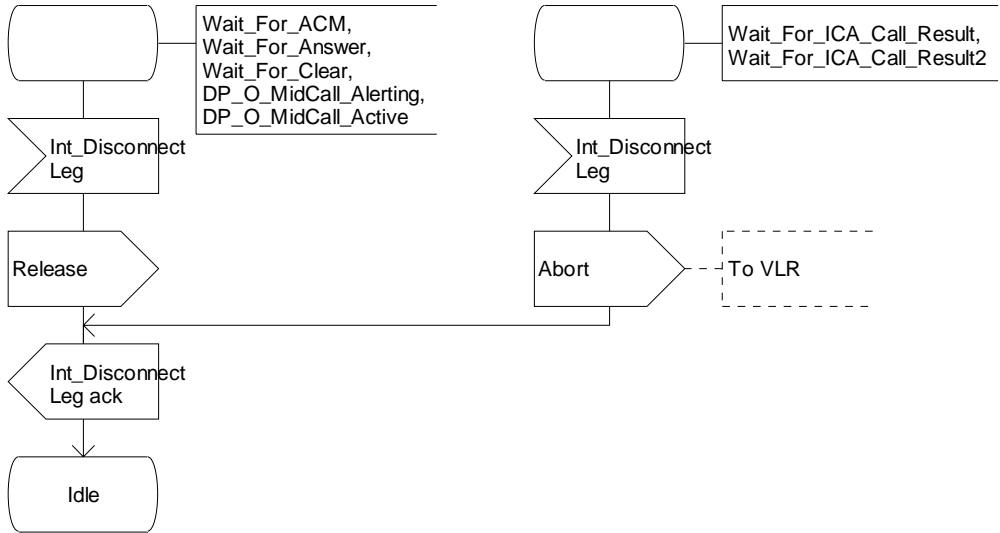 Wait_For_ACM,
Wait_For_Answer,
Wait_For_Clear,
DP_O_MidCall_Alerting,
DP_O_MidCall_Active
Wait_For_ICA_Call_Result,
Wait_For_ICA_Call_Result2
Int_Disconnect
Leg
Int_Disconnect
Leg
Release
Abort
To VLR
Int_Disconnect
Leg ack
Idle